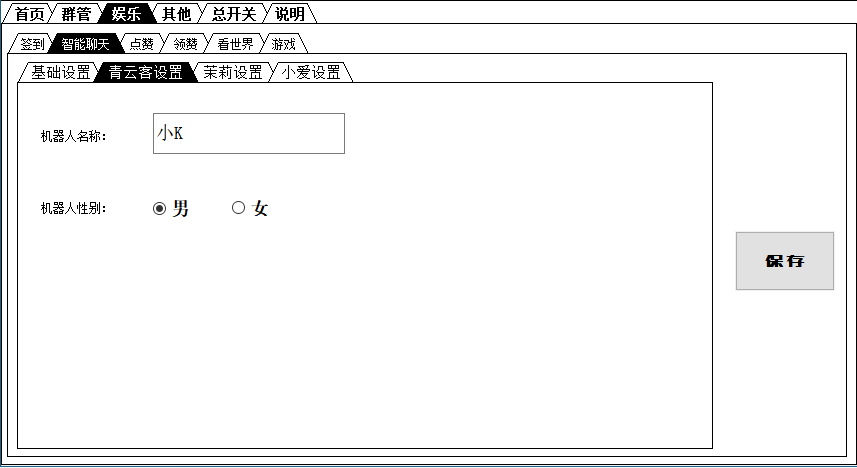 首页 群管 娱乐 其他 总开关 说明
签到 智能聊天 点赞 领赞 看世界 游戏
基础设置 青云客设置 茉莉设置 小爱设置
机器人名称： 小K
机器人性别： 男 女
保存